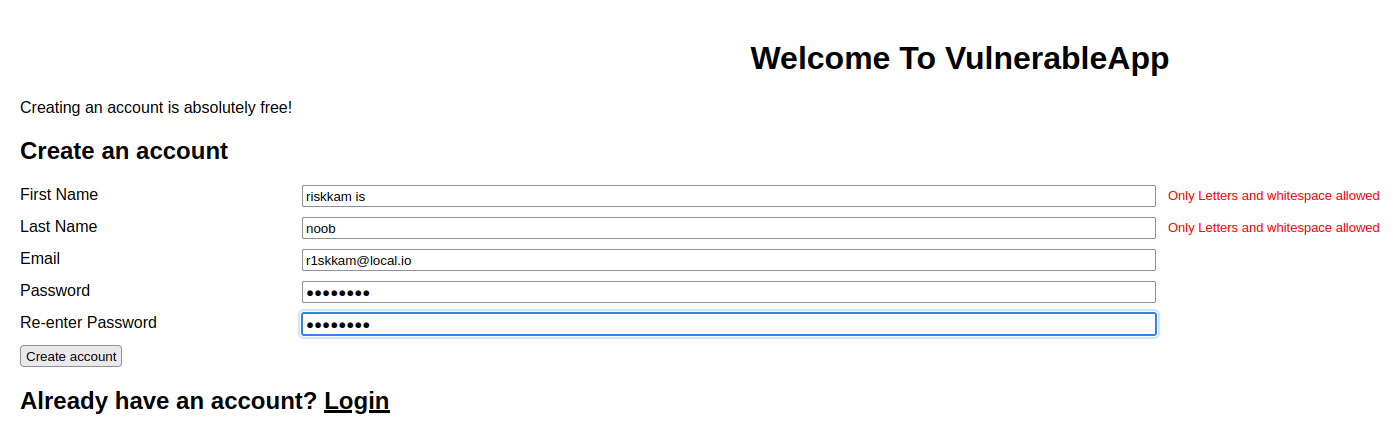 Welcome To VulnerableApp
Creating an account is absolutely free!
Create an account
First Name riskkam is Only Letters and whitespace allowed
Last Name noob Only Letters and whitespace allowed
Email r1skkam@local.io
Password ●●●●●●●●
Re-enter Password ●●●●●●●●
Create account
Already have an account? Login